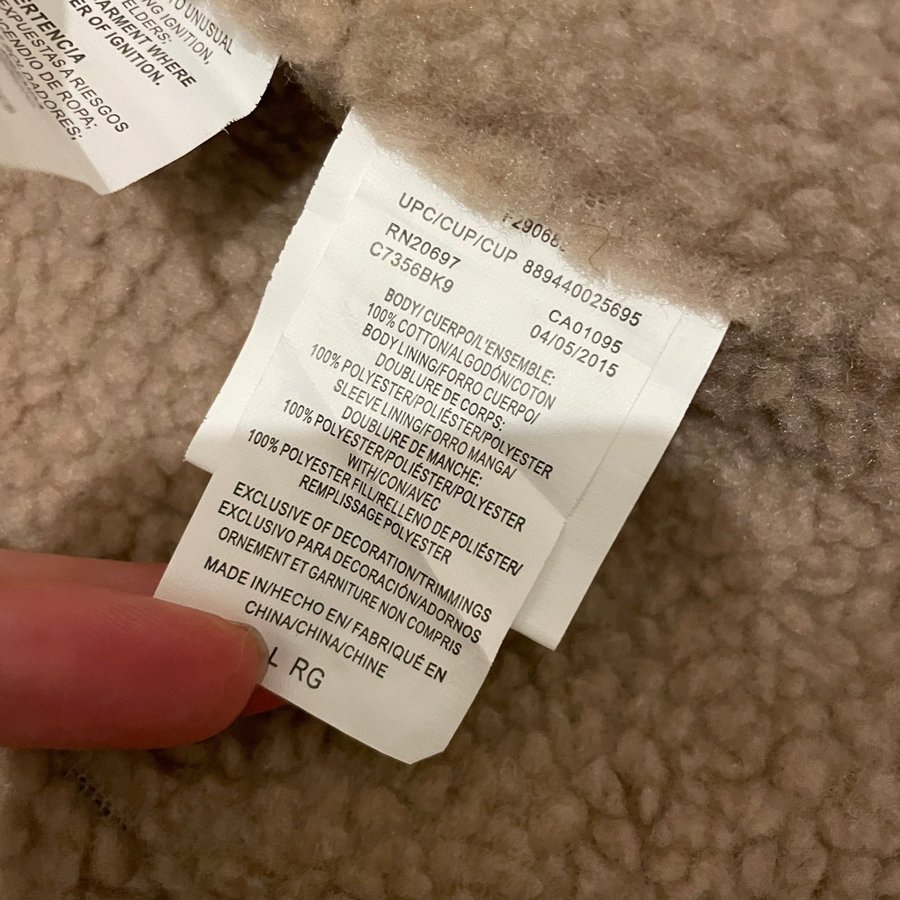 TO UNUSUAL
IGNITION,
ELDERS;
GARMENT WHERE
ER OF IGNITION.
ERTENCIA
EXPUESTAS A RIESGOS
CENDIO DE ROPA;
UPC/CUP/CUP 889440025695
RN20697 CA01095
C7356BK9 04/05/2015
BODY/CUERPO/L'ENSEMBLE:
100% COTTON/ALGODÓN/COTON
BODY LINING/FORRO CUERPO/
DOUBLURE DE CORPS:
100% POLYESTER/POLIÉSTER/POLYESTER
SLEEVE LINING/FORRO MANGA/
DOUBLURE DE MANCHE:
100% POLYESTER/POLIÉSTER/POLYESTER
WITH/CON/AVEC
100% POLYESTER FILL/RELLENO DE POLIÉSTER/
REMPLISSAGE POLYESTER
EXCLUSIVE OF DECORATION/TRIMMINGS
EXCLUSIVO PARA DECORACIÓN/ADORNOS
ORNEMENT ET GARNITURE NON COMPRIS
MADE IN/HECHO EN/ FABRIQUÉ EN
CHINA/CHINA/CHINE
L RG